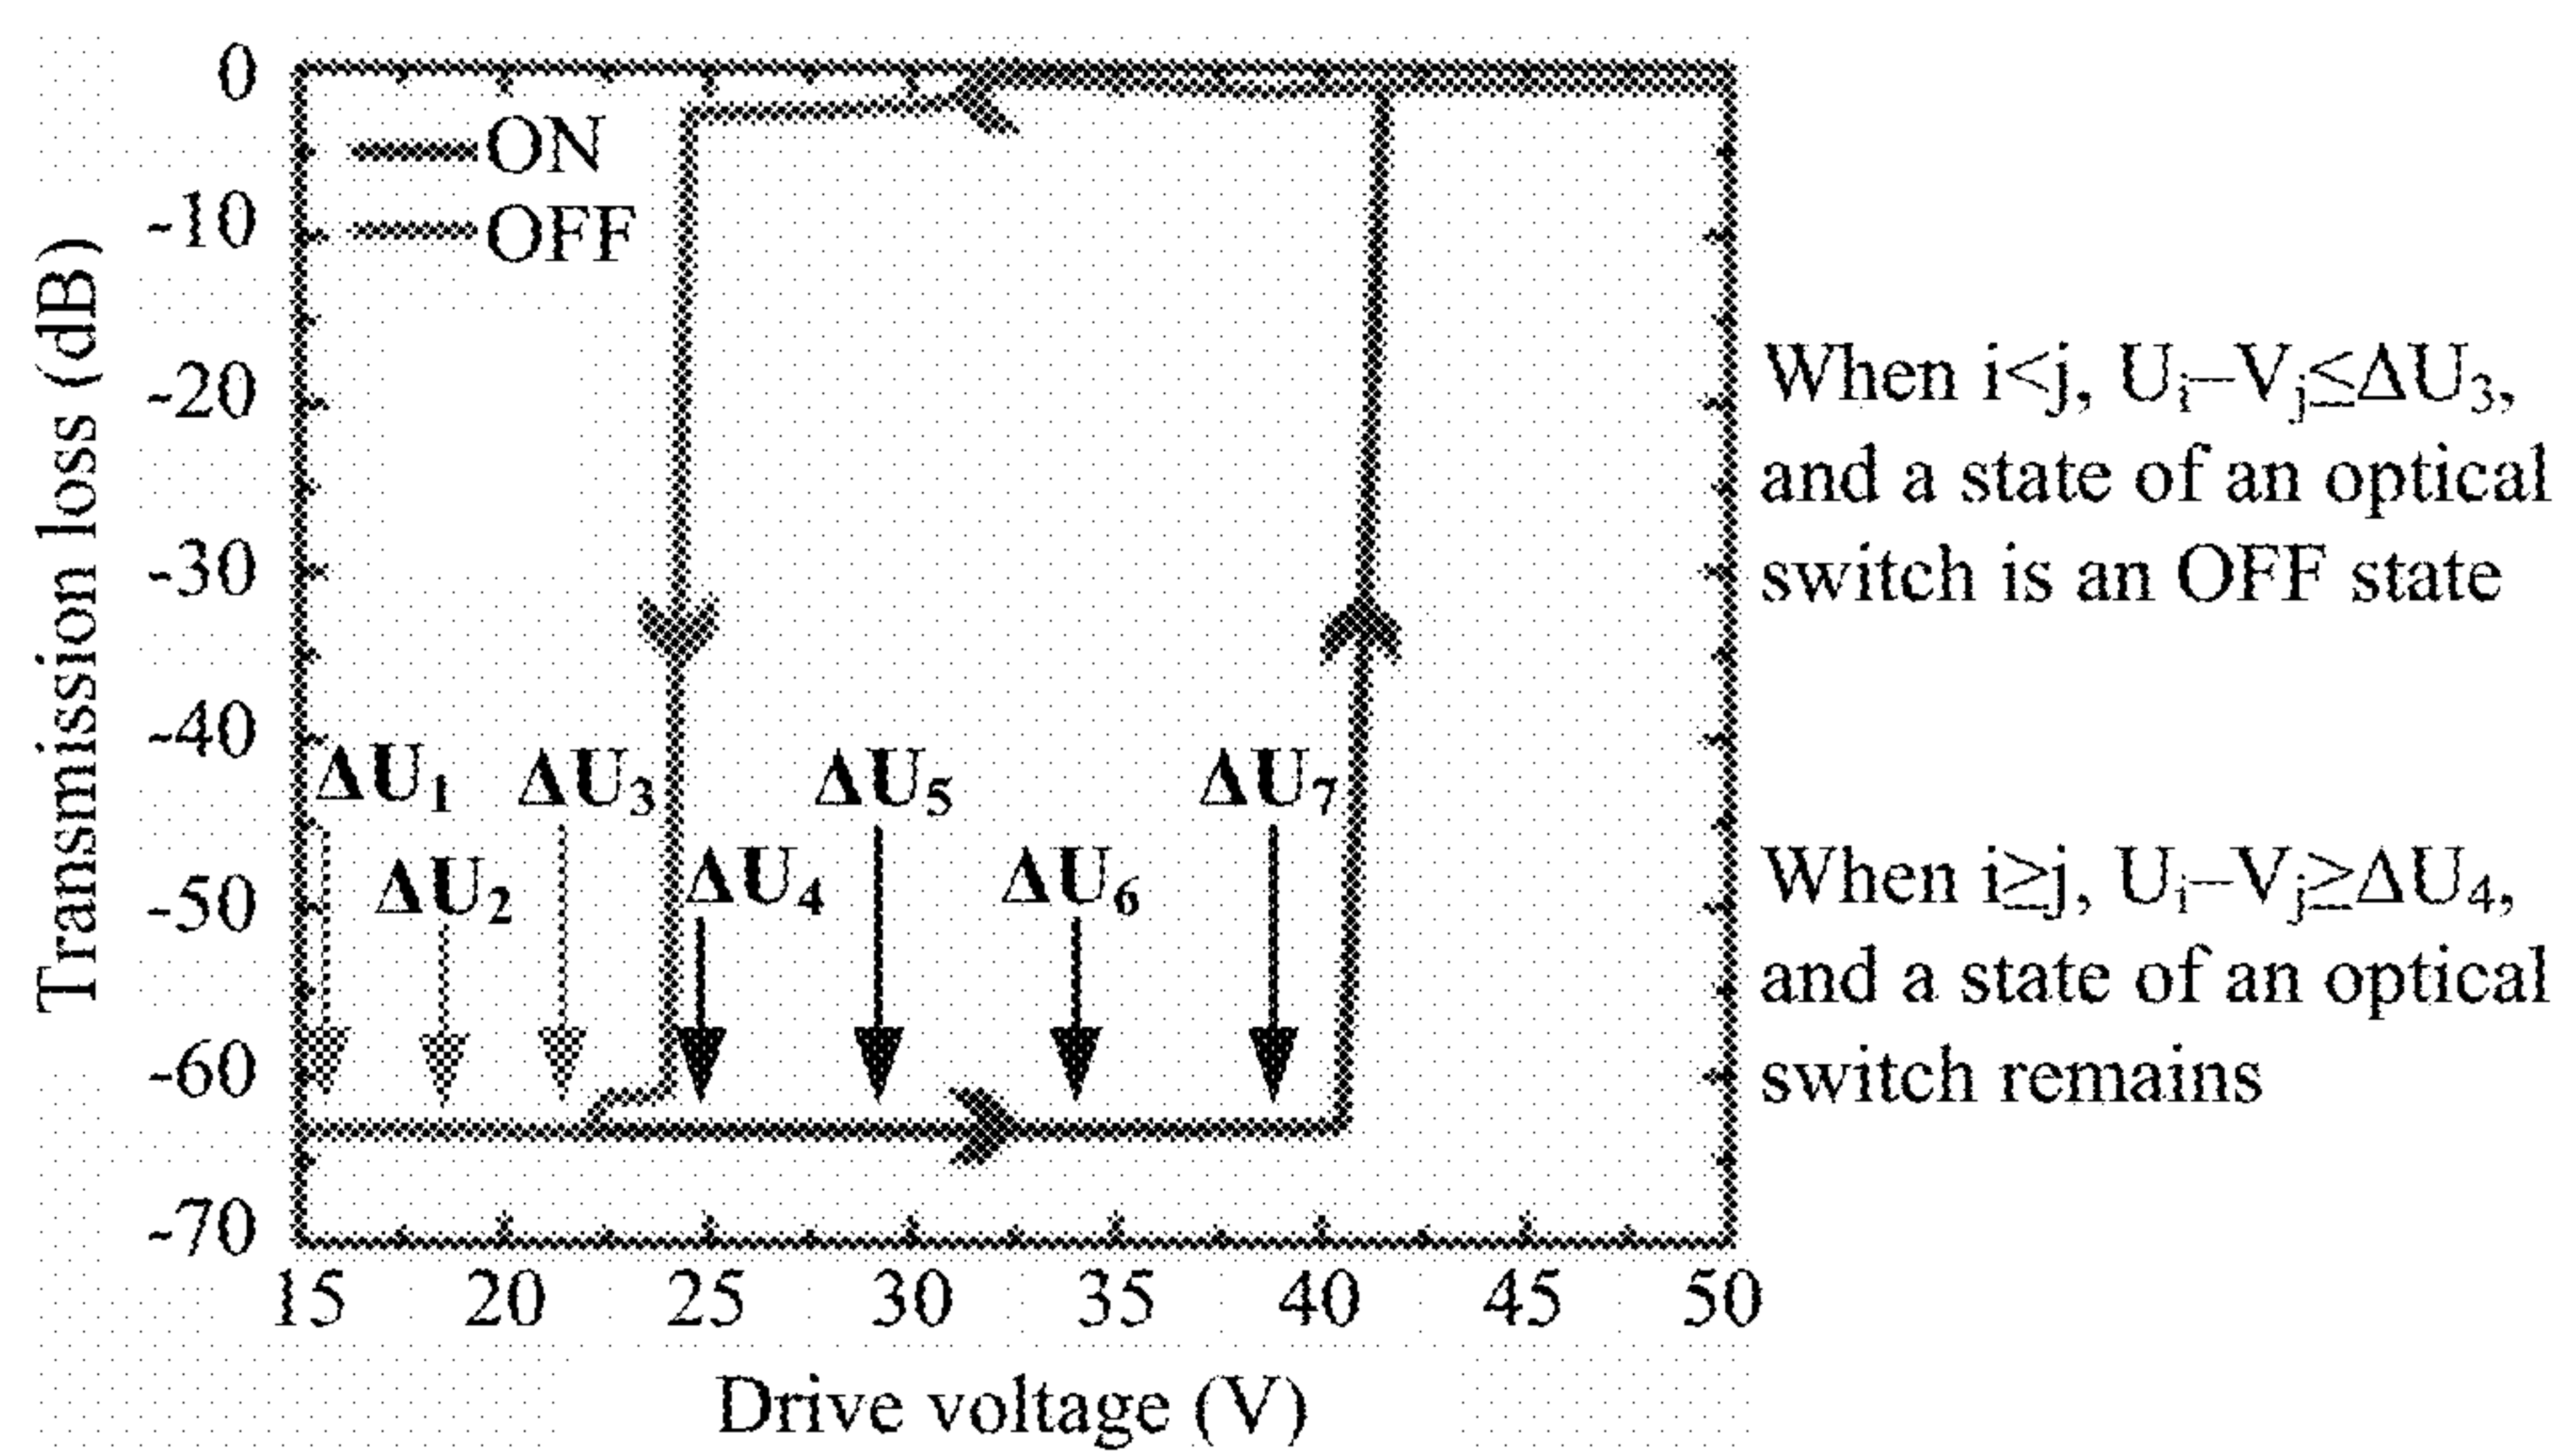 Transmission loss (dB)
0
-10
-20
-30
-40
-50
-60
-70
ON
OFF
ΔU₁
ΔU₃
ΔU₅
ΔU₇
ΔU₂
ΔU₄
ΔU₆
15 20 25 30 35 40 45 50
Drive voltage (V)
When i<j, Uᵢ–Vⱼ≤ΔU₃,
and a state of an optical
switch is an OFF state
When i≥j, Uᵢ–Vⱼ≥ΔU₄,
and a state of an optical
switch remains